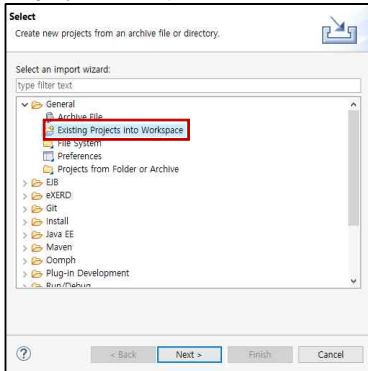 Select
Create new projects from an archive file or directory.
Select an import wizard:
type filter text
General
Archive File
Existing Projects into Workspace
File System
Preferences
Projects from Folder or Archive
EJB
eXERD
Git
Install
Java EE
Maven
Oomph
Plug-in Development
Run/Debug
?
< Back
Next >
Finish
Cancel